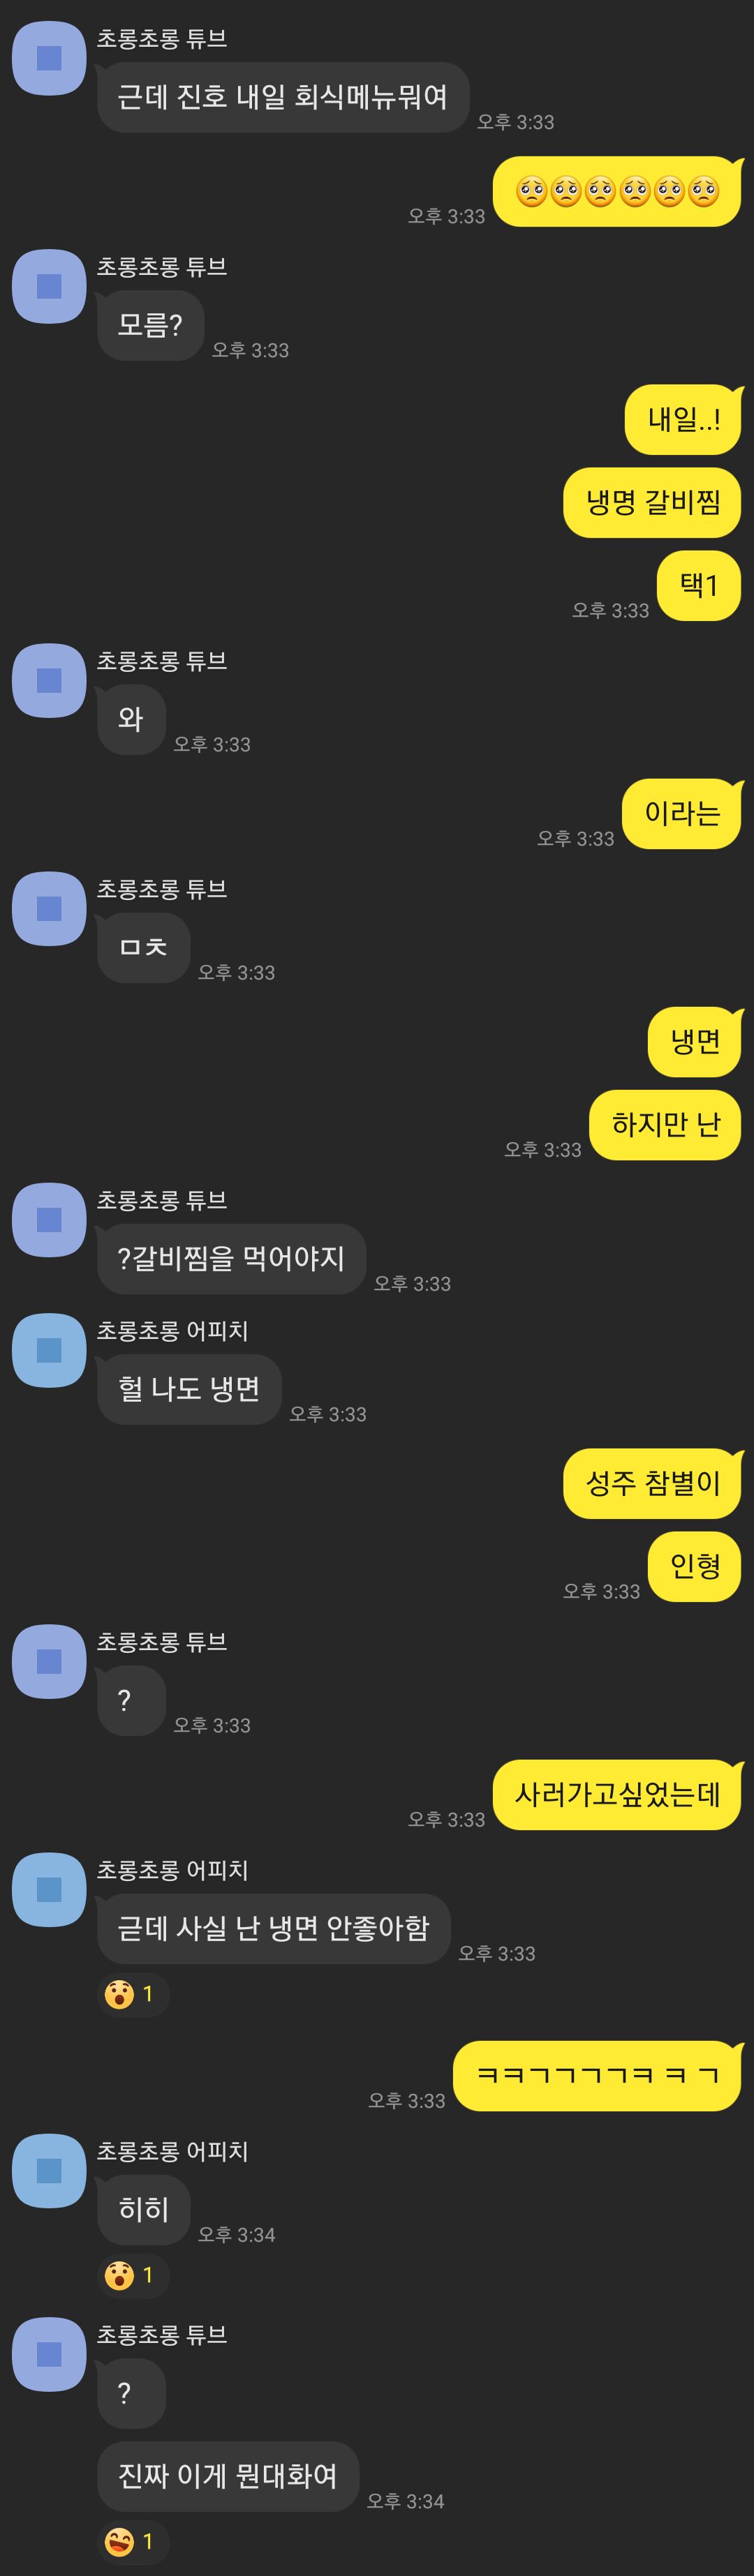 초롱초롱 튜브
근데 진호 내일 회식메뉴뭐여
오후 3:33
🥺🥺🥺🥺🥺🥺
오후 3:33
초롱초롱 튜브
모름?
오후 3:33
내일..!
냉명 갈비찜
택1
오후 3:33
초롱초롱 튜브
와
오후 3:33
이라는
오후 3:33
초롱초롱 튜브
ㅁㅊ
오후 3:33
냉면
하지만 난
오후 3:33
초롱초롱 튜브
?갈비찜을 먹어야지
오후 3:33
초롱초롱 어피치
헐 나도 냉면
오후 3:33
성주 참별이
인형
오후 3:33
초롱초롱 튜브
?
오후 3:33
사러가고싶었는데
오후 3:33
초롱초롱 어피치
귿데 사실 난 냉면 안좋아함
오후 3:33
😲 1
ㅋㅋㄱㄱㄱㄱㅋ ㅋ ㄱ
오후 3:33
초롱초롱 어피치
히히
오후 3:34
😲 1
초롱초롱 튜브
?
진짜 이게 뭔대화여
오후 3:34
😆 1